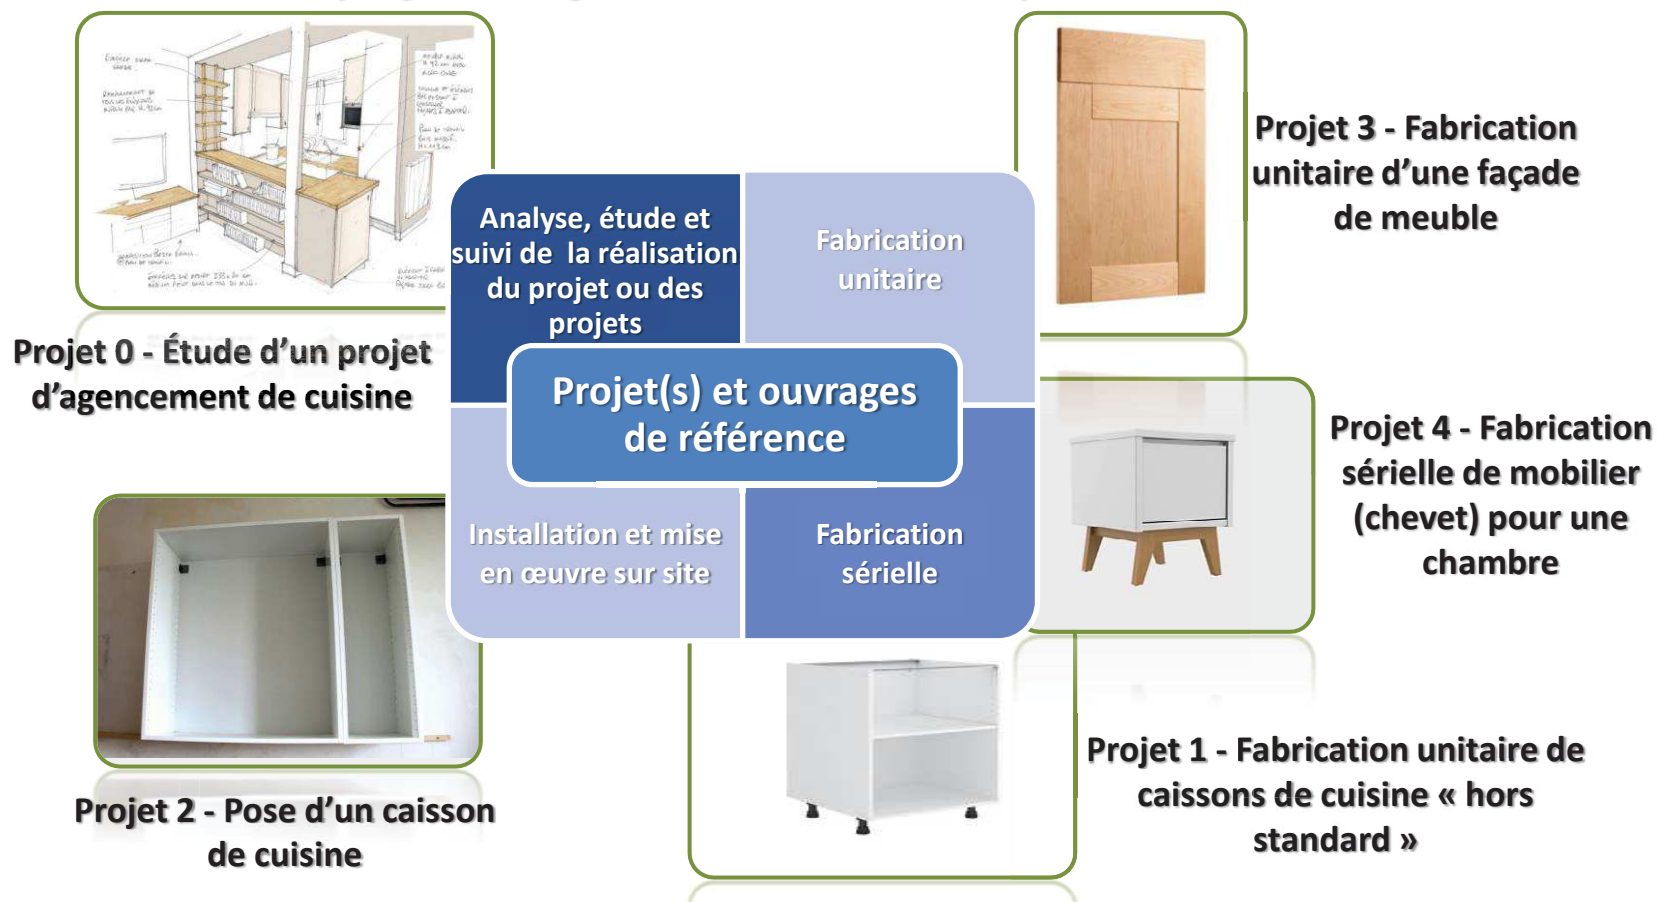 Projet 3 - Fabrication
unitaire d’une façade
de meuble
Analyse, étude et
suivi de la réalisation
du projet ou des
projets
Fabrication
unitaire
Projet 0 - Étude d’un projet
d’agencement de cuisine
Projet(s) et ouvrages
de référence
Projet 4 - Fabrication
sérielle de mobilier
(chevet) pour une
chambre
Installation et mise
en œuvre sur site
Fabrication
sérielle
Projet 2 - Pose d’un caisson
de cuisine
Projet 1 - Fabrication unitaire de
caissons de cuisine « hors
standard »